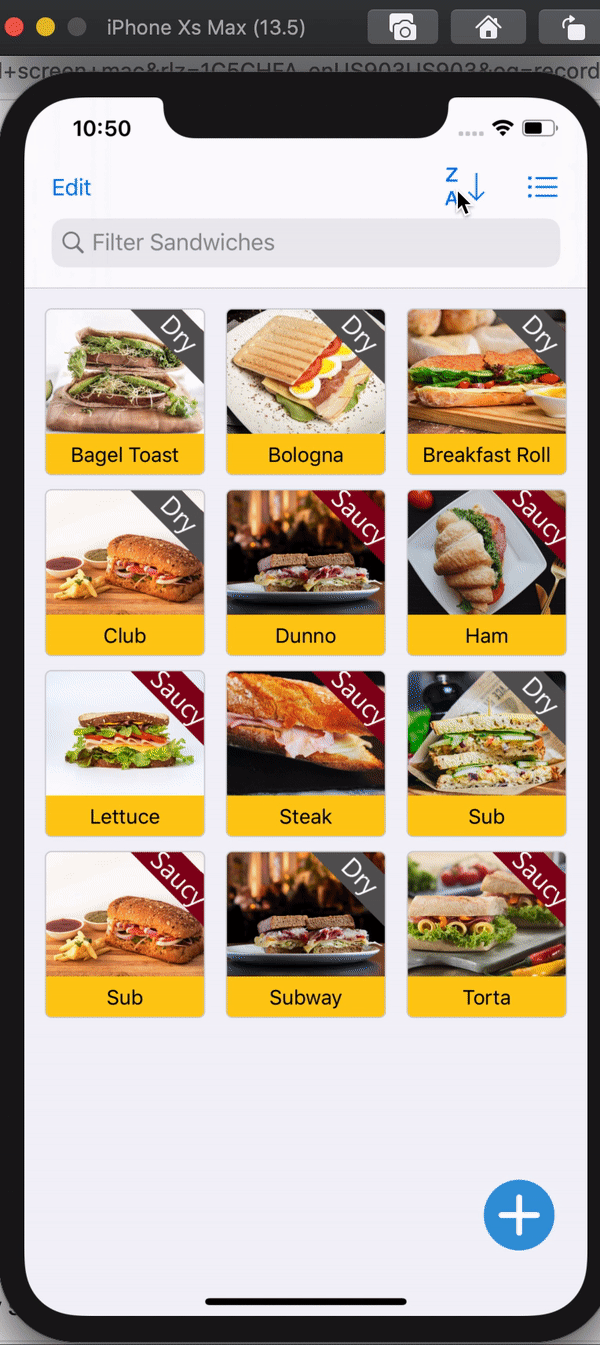 iPhone Xs Max (13.5)
l+screen+mac&rlz=1C5CHFA_enUS903US903&oq=record
10:50
Edit
Z
A
Filter Sandwiches
Dry
Dry
Dry
Bagel Toast
Bologna
Breakfast Roll
Dry
Saucy
Saucy
Club
Dunno
Ham
Saucy
Saucy
Dry
Lettuce
Steak
Sub
Saucy
Dry
Saucy
Sub
Subway
Torta